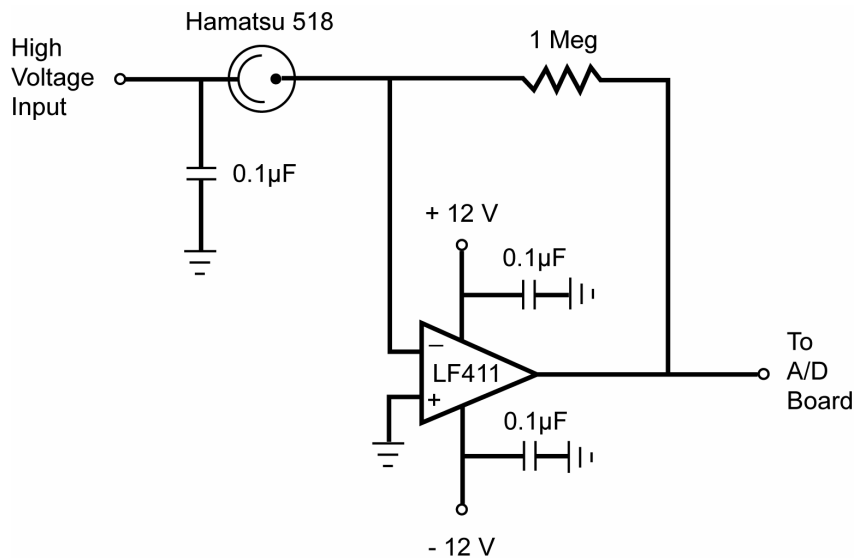 Hamatsu 518
High
Voltage
Input
1 Meg
0.1µF
+ 12 V
0.1µF
−
LF411
+
To
A/D
Board
0.1µF
- 12 V